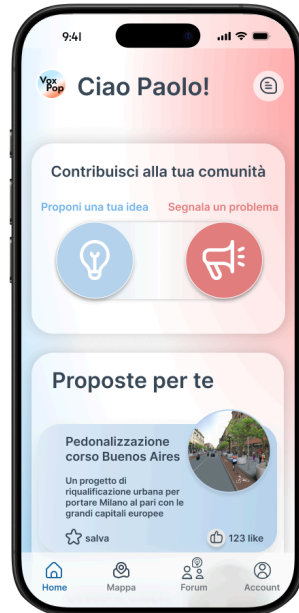 9:41
Vox
Pop
Ciao Paolo!
Contribuisci alla tua comunità
Proponi una tua idea
Segnala un problema
Proposte per te
Pedonalizzazione
corso Buenos Aires
Un progetto di
riqualificazione urbana per
portare Milano al pari con le
grandi capitali europee
salva
123 like
Home
Mappa
Forum
Account